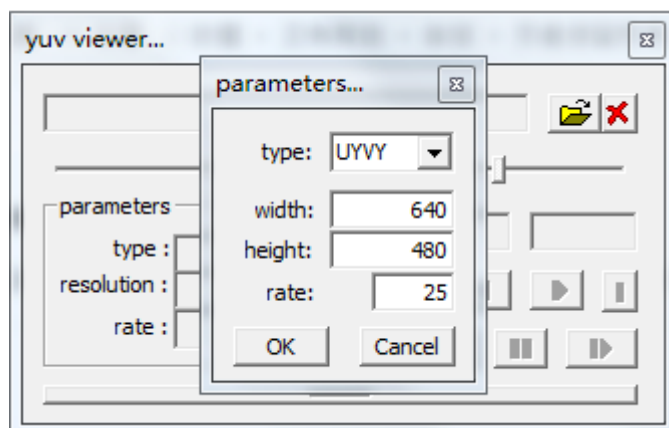 yuv viewer...
parameters...
type: UYVY
width: 640
height: 480
rate: 25
OK Cancel
parameters
type :
resolution :
rate :